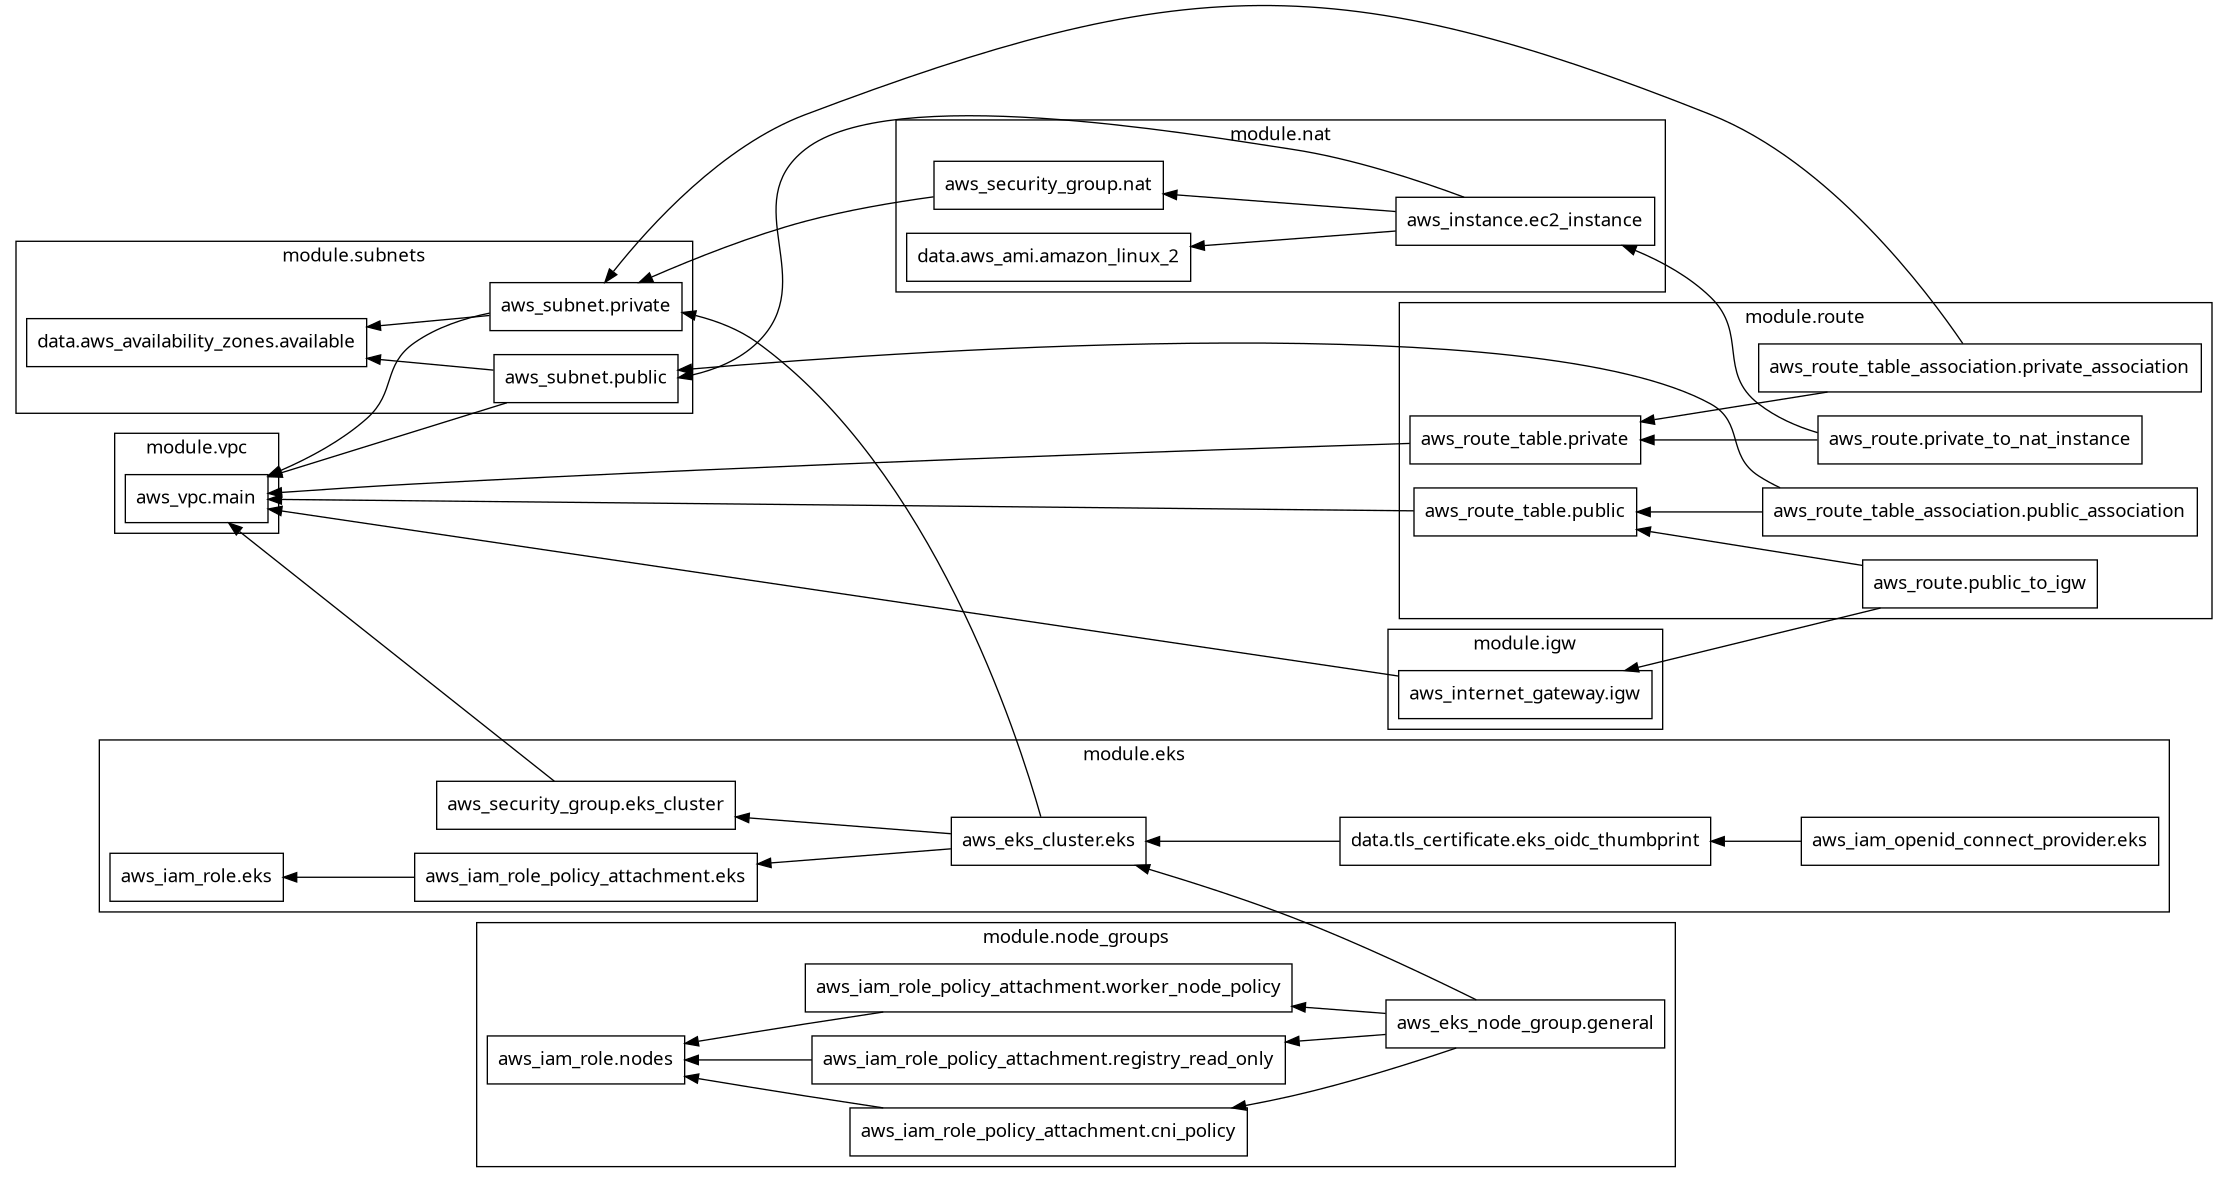 module.nat
aws_security_group.nat
aws_instance.ec2_instance
data.aws_ami.amazon_linux_2
module.subnets
aws_subnet.private
data.aws_availability_zones.available
aws_subnet.public
module.route
aws_route_table_association.private_association
aws_route_table.private
aws_route.private_to_nat_instance
aws_route_table.public
aws_route_table_association.public_association
aws_route.public_to_igw
module.vpc
aws_vpc.main
module.igw
aws_internet_gateway.igw
module.eks
aws_security_group.eks_cluster
aws_eks_cluster.eks
data.tls_certificate.eks_oidc_thumbprint
aws_iam_openid_connect_provider.eks
aws_iam_role.eks
aws_iam_role_policy_attachment.eks
module.node_groups
aws_iam_role_policy_attachment.worker_node_policy
aws_eks_node_group.general
aws_iam_role.nodes
aws_iam_role_policy_attachment.registry_read_only
aws_iam_role_policy_attachment.cni_policy